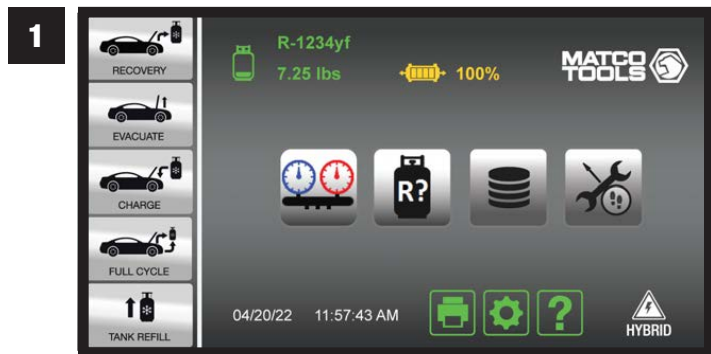 1
RECOVERY
EVACUATE
CHARGE
FULL CYCLE
TANK REFILL
R-1234yf
7.25 lbs
100%
MATCO
TOOLS
R?
04/20/22 11:57:43 AM
?
HYBRID